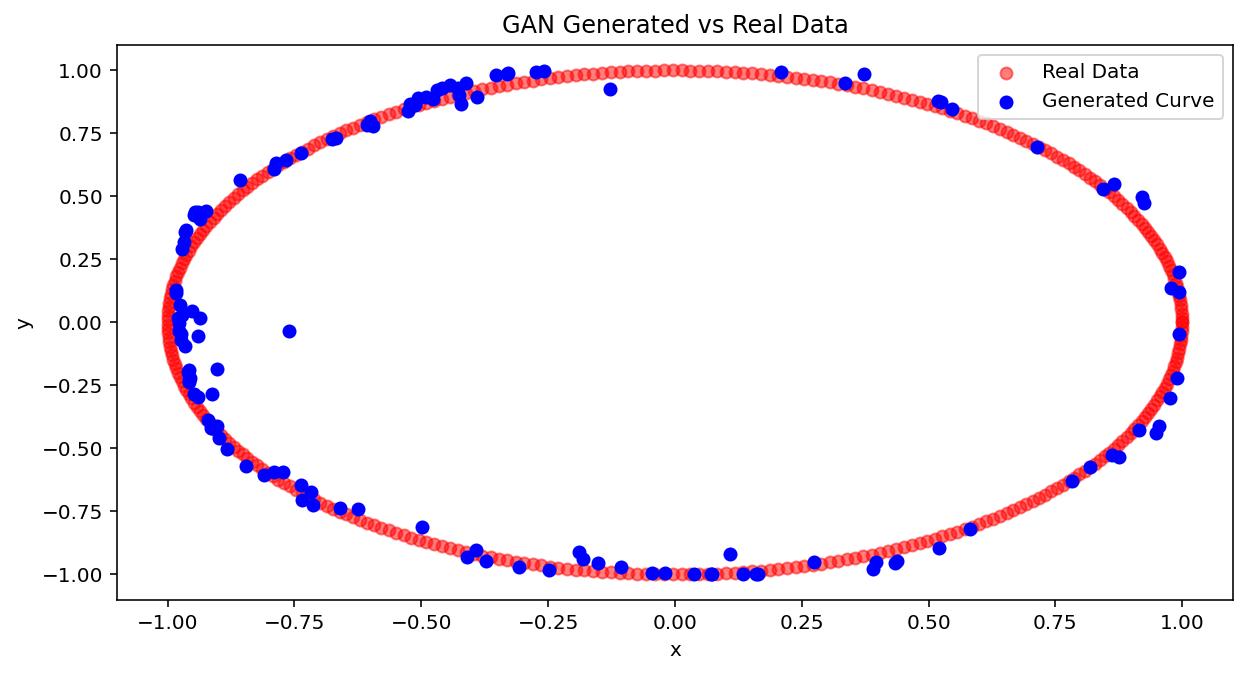 GAN Generated vs Real Data
Real Data
Generated Curve
1.00
0.75
0.50
0.25
0.00
−0.25
−0.50
−0.75
−1.00
y
−1.00 −0.75 −0.50 −0.25 0.00 0.25 0.50 0.75 1.00
x